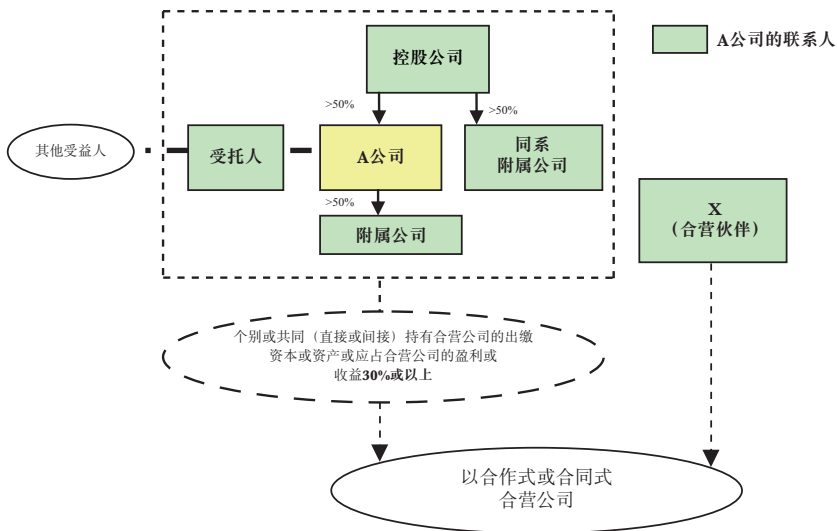 控股公司
A公司的联系人
>50%
>50%
其他受益人
受托人
A公司
同系
附属公司
>50%
附属公司
X
（合营伙伴）
个别或共同（直接或间接）持有合营公司的出缴
资本或资产或应占合营公司的盈利或
收益30%或以上
以合作式或合同式
合营公司